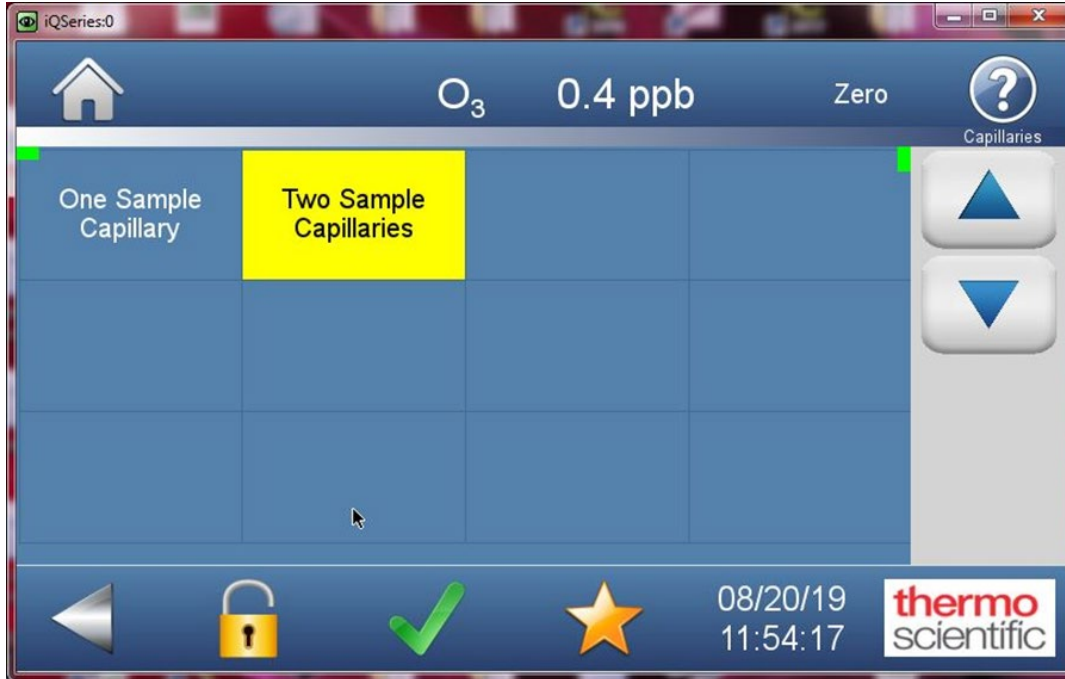 iQSeries:0
O₃ 0.4 ppb Zero
?
Capillaries
One Sample
Capillary
Two Sample
Capillaries
08/20/19
11:54:17
thermo
scientific